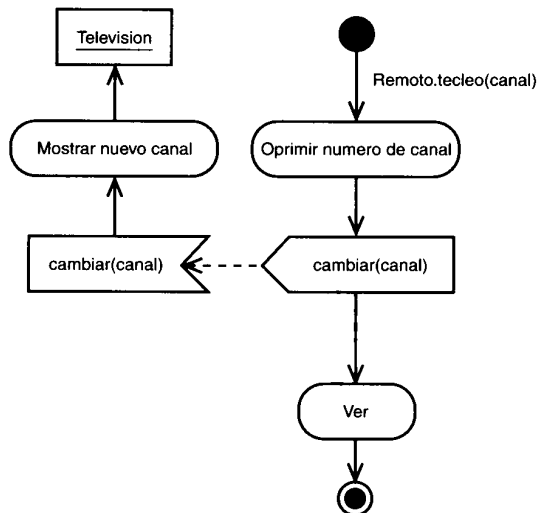 Television
Remoto.tecleo(canal)
Mostrar nuevo canal
Oprimir numero de canal
cambiar(canal)
cambiar(canal)
Ver